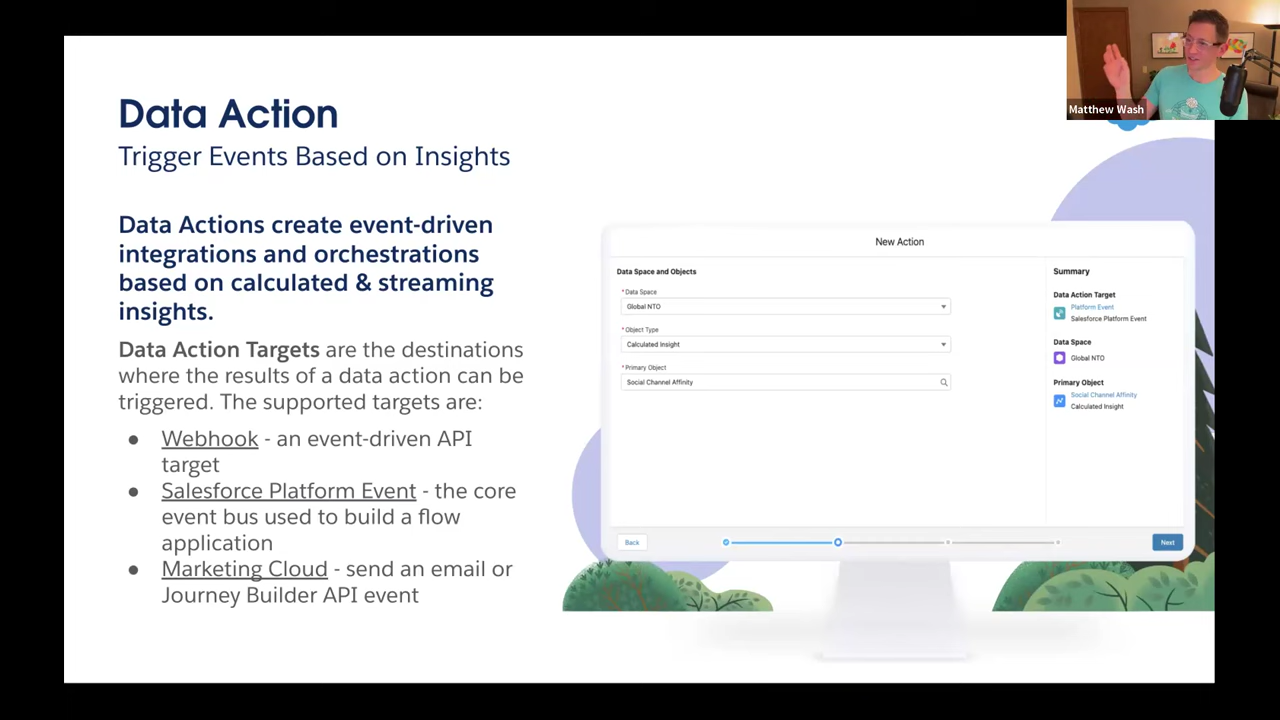 Matthew Wash
Data Action
Trigger Events Based on Insights
Data Actions create event-driven
integrations and orchestrations
based on calculated & streaming
insights.
Data Action Targets are the destinations
where the results of a data action can be
triggered. The supported targets are:
● Webhook - an event-driven API
target
● Salesforce Platform Event - the core
event bus used to build a flow
application
● Marketing Cloud - send an email or
Journey Builder API event
New Action
Data Space and Objects
* Data Space
Global NTO
* Object Type
Calculated Insight
* Primary Object
Social Channel Affinity
Summary
Data Action Target
Platform Event
Salesforce Platform Event
Data Space
Global NTO
Primary Object
Social Channel Affinity
Calculated Insight
Back
Next